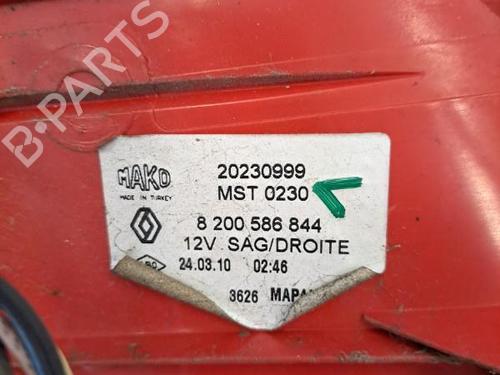 B-PARTS
MAKO
MADE IN TURKEY
20230999
MST 0230
8 200 586 844
12V SAG/DROITE
24.03.10 02:46
3626